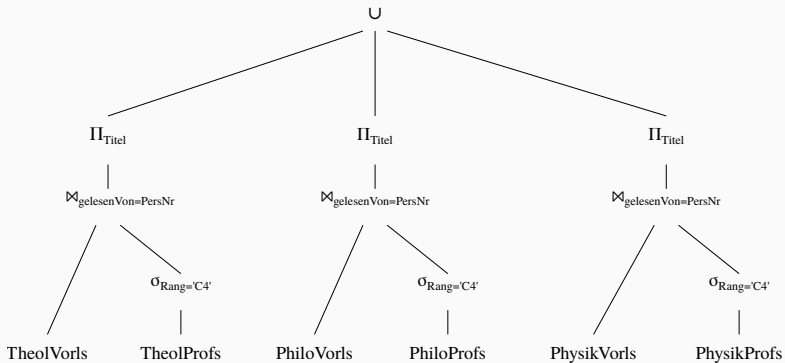 ∪
Π_Titel Π_Titel Π_Titel
⋈_gelesenVon=PersNr ⋈_gelesenVon=PersNr ⋈_gelesenVon=PersNr
σ_Rang='C4' σ_Rang='C4' σ_Rang='C4'
TheolVorls TheolProfs PhiloVorls PhiloProfs PhysikVorls PhysikProfs